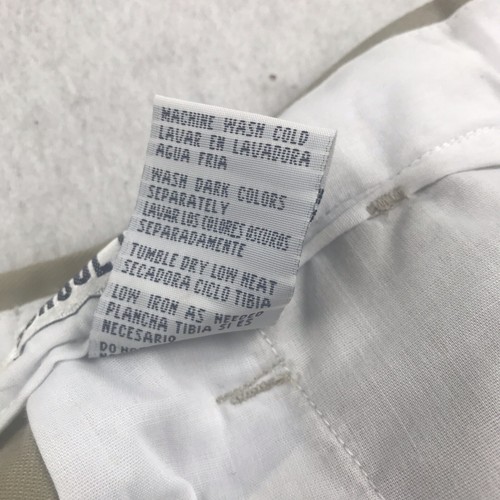 MACHINE WASH COLD
LAVAR EN LAVADORA
AGUA FRIA
WASH DARK COLORS
SEPARATELY
LAVAR LOS COLORES OSCUROS
SEPARADAMENTE
TUMBLE DRY LOW HEAT
SECADORA CICLO TIBIA
LOW IRON AS NEEDED
PLANCHA TIBIA SI ES
NECESARIO
DO